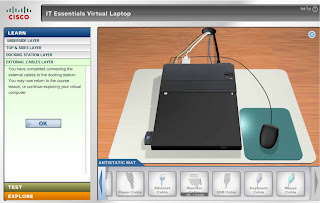 CISCO
IT Essentials Virtual Laptop
HELP
LEARN
UNDERSIDE LAYER
TOP & SIDES LAYER
DOCKING STATION LAYER
EXTERNAL CABLES LAYER
You have completed connecting the
external cables to the docking station.
You may now return to the course
lesson, or continue exploring your virtual
computer.
OK
TEST
EXPLORE
ANTISTATIC MAT
Power Cable
Ethernet
Cable
Monitor
USB Cable
Keyboard
Cable
Mouse
Cable